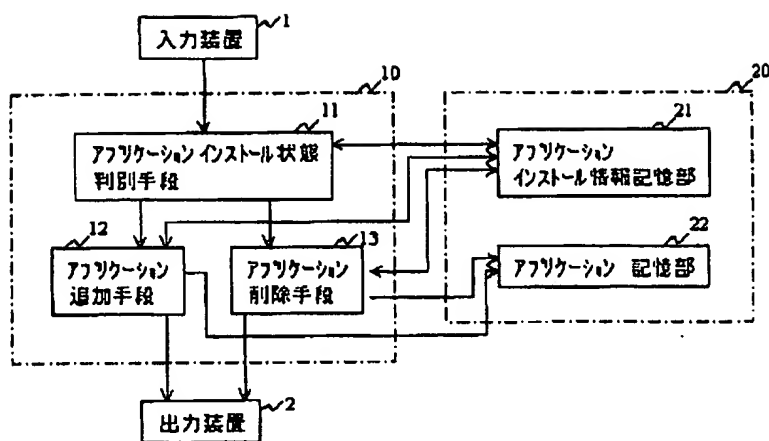 1
入力装置
10
20
11
アプリケーションインストール状態
判別手段
21
アプリケーション
インストール情報記憶部
12
アプリケーション
追加手段
13
アプリケーション
削除手段
22
アプリケーション 記憶部
出力装置
2